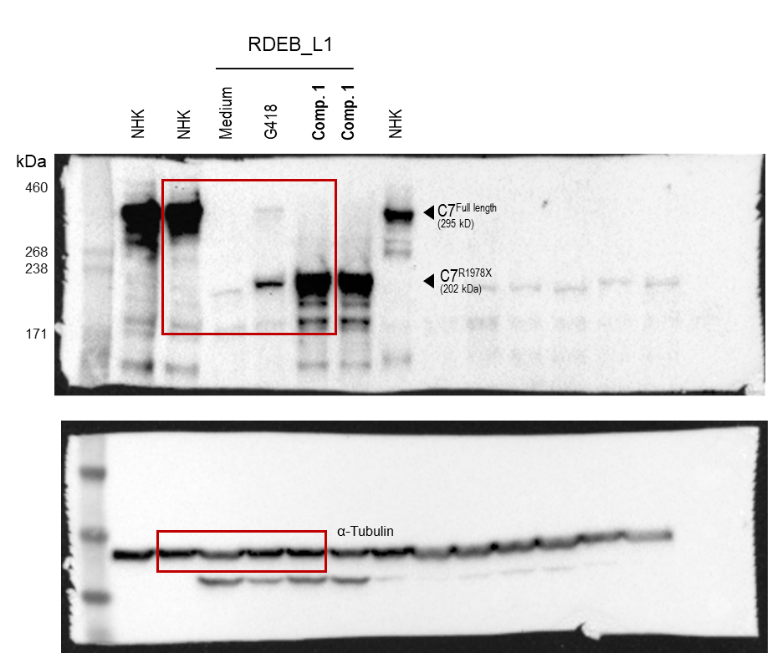 RDEB_L1
NHK
NHK
Medium
G418
Comp. 1
Comp. 1
NHK
kDa
460
268
238
171
C7Full length
(295 kD)
C7R1978X
(202 kDa)
α-Tubulin